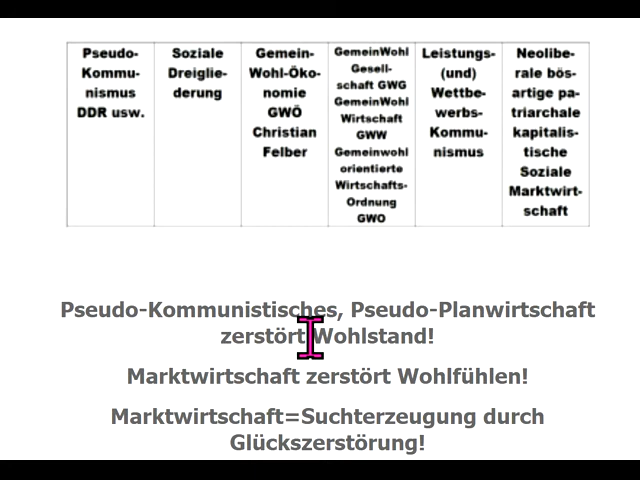 Pseudo-
Kommu-
nismus
DDR usw.
Soziale
Dreiglie-
derung
Gemein-
Wohl-Öko-
nomie
GWÖ
Christian
Felber
GemeinWohl
Gesell-
schaft GWG
GemeinWohl
Wirtschaft
GWW
Gemeinwohl
orientierte
Wirtschafts-
Ordnung
GWO
Leistungs-
(und)
Wettbe-
werbs-
Kommu-
nismus
Neolibe-
rale bös-
artige pa-
triarchale
kapitalis-
tische
Soziale
Marktwirt-
schaft
Pseudo-Kommunistisches, Pseudo-Planwirtschaft
zerstört Wohlstand!
Marktwirtschaft zerstört Wohlfühlen!
Marktwirtschaft=Suchterzeugung durch
Glückszerstörung!